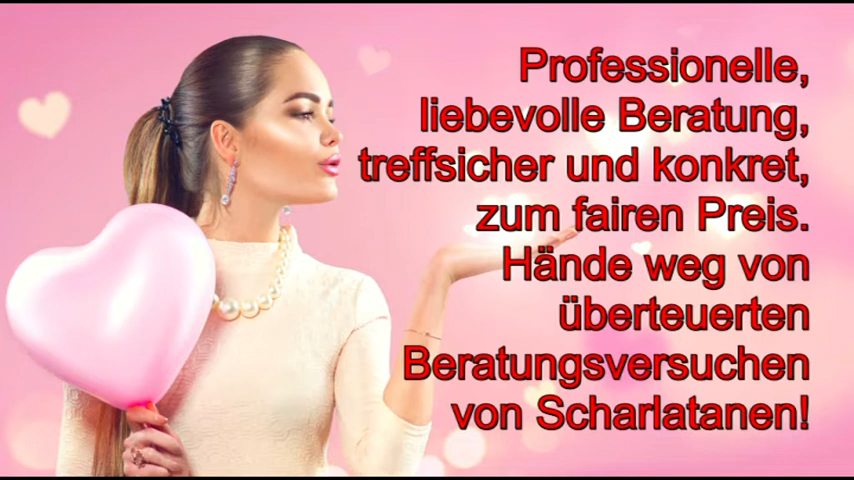 Professionelle,
liebevolle Beratung,
treffsicher und konkret,
zum fairen Preis.
Hände weg von
überteuerten
Beratungsversuchen
von Scharlatanen!